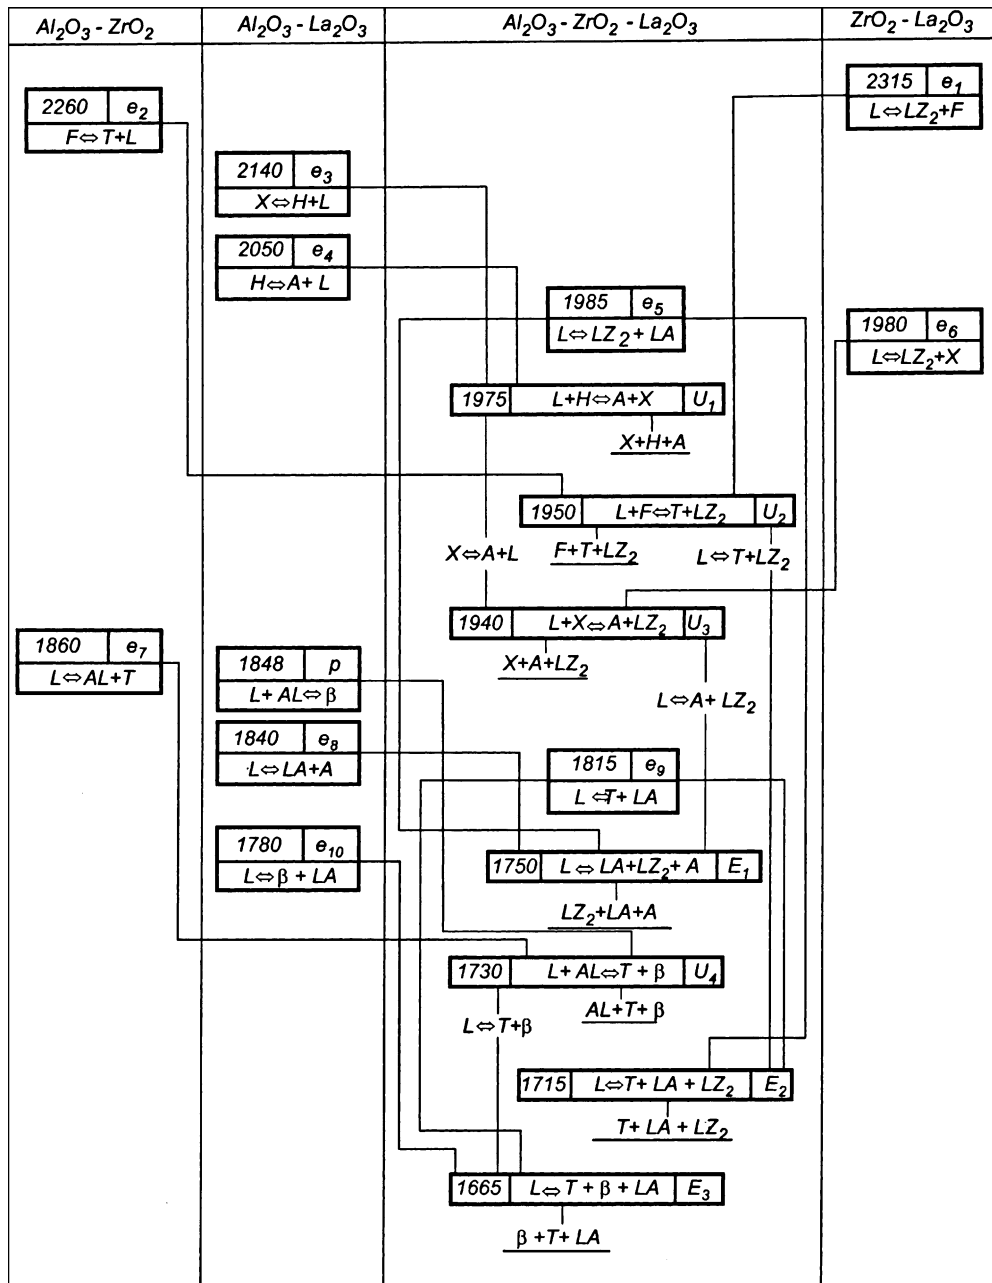 Al₂O₃ - ZrO₂
Al₂O₃ - La₂O₃
Al₂O₃ - ZrO₂ - La₂O₃
ZrO₂ - La₂O₃
2315 e₁
L⇔LZ₂+F
2260 e₂
F⇔T+L
2140 e₃
X⇔H+L
2050 e₄
H⇔A+ L
1985 e₅
L⇔LZ₂+ LA
1980 e₆
L⇔LZ₂+X
1975 L+H⇔A+X U₁
X+H+A
1950 L+F⇔T+LZ₂ U₂
X⇔A+L
F+T+LZ₂
L⇔T+LZ₂
1940 L+X⇔A+LZ₂ U₃
X+A+LZ₂
1860 e₇
L⇔AL+T
1848 p
L+ AL⇔β
L⇔A+ LZ₂
1840 e₈
L⇔LA+A
1815 e₉
L⇔T+ LA
1780 e₁₀
L⇔β + LA
1750 L⇔ LA+LZ₂+ A E₁
LZ₂+LA+A
1730 L+ AL⇔T + β U₄
AL+T+ β
L⇔T+β
1715 L⇔T+ LA + LZ₂ E₂
T+ LA + LZ₂
1665 L⇔T + β + LA E₃
β +T+ LA